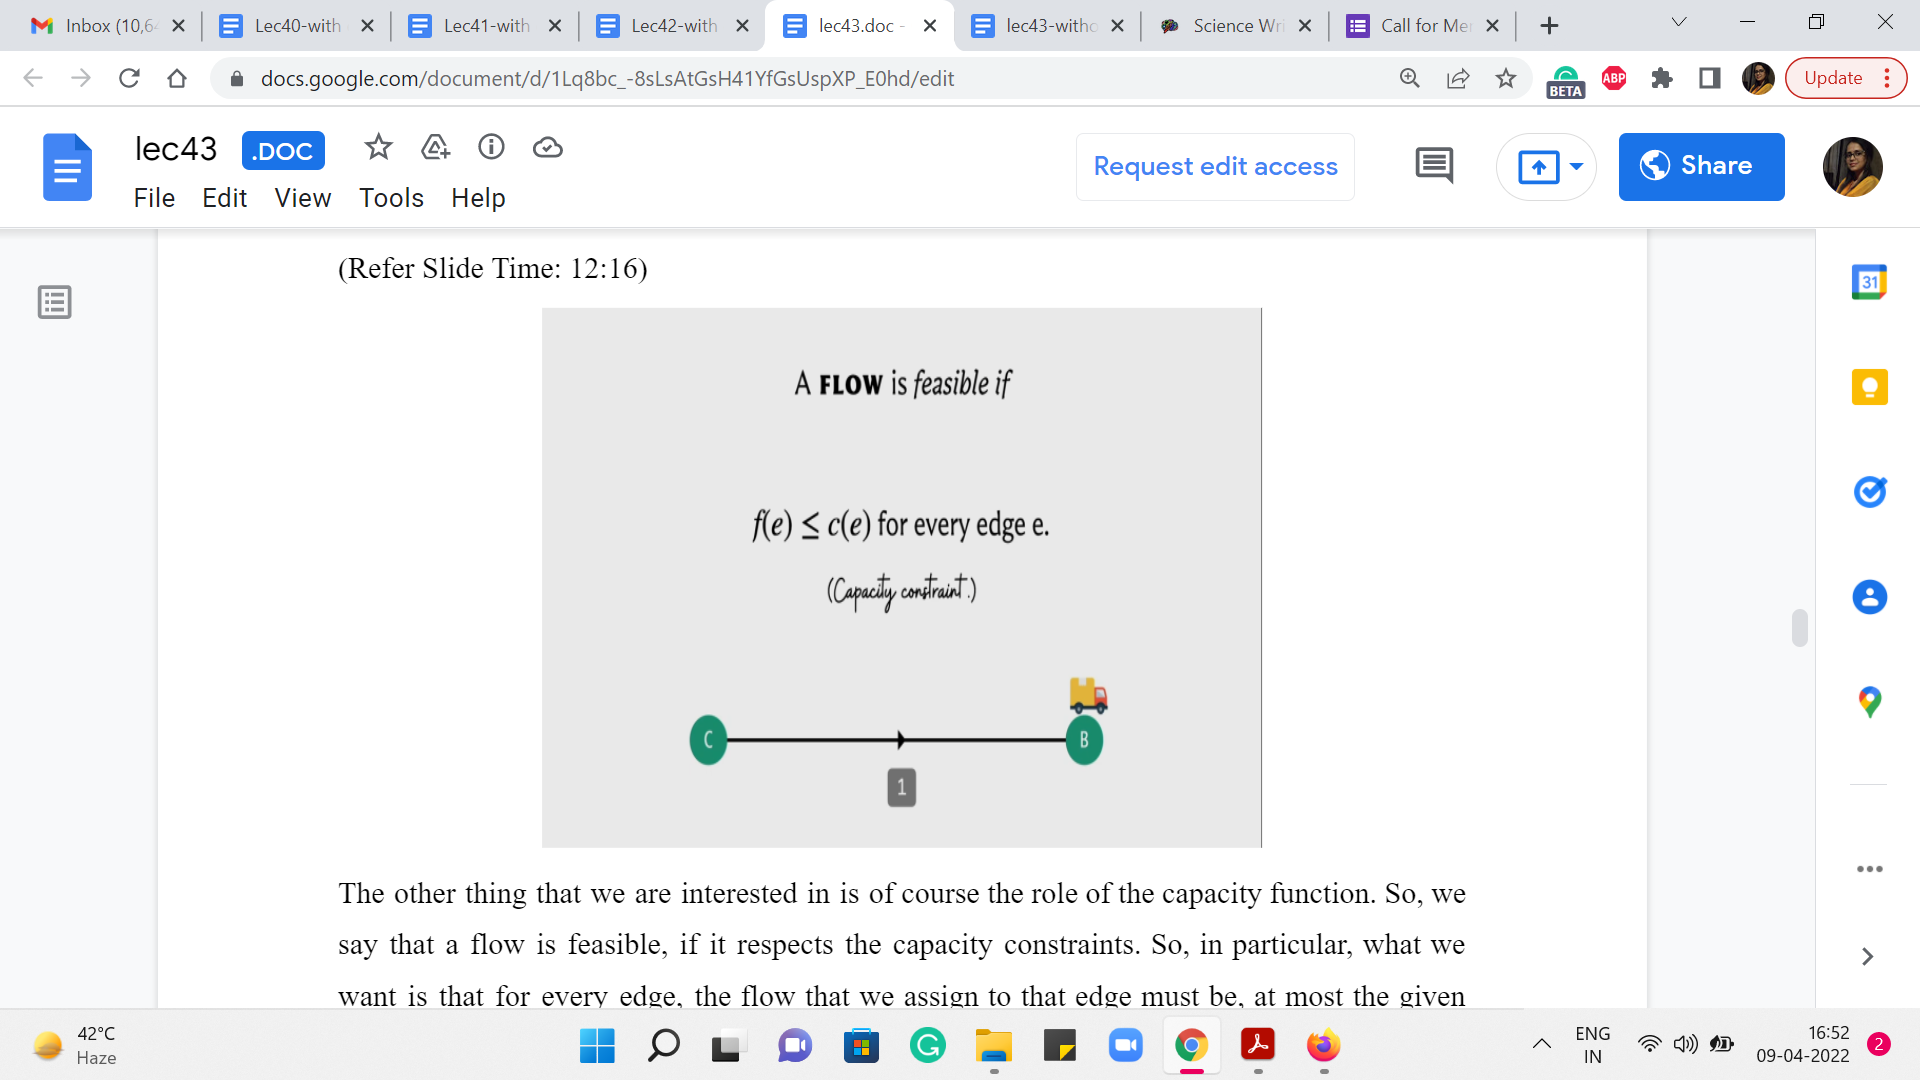 Inbox (10,6
Lec40-with
Lec41-with
Lec42-with
lec43.doc -
lec43-witho
Science Wri
Call for Me
docs.google.com/document/d/1Lq8bc_-8sLsAtGsH41YfGsUspXP_E0hd/edit
BETA
ABP
Update
lec43
.DOC
File Edit View Tools Help
Request edit access
Share
31
(Refer Slide Time: 12:16)
A FLOW is feasible if
f(e) ≤ c(e) for every edge e.
(Capacity constraint.)
C
B
1
The other thing that we are interested in is of course the role of the capacity function. So, we
say that a flow is feasible, if it respects the capacity constraints. So, in particular, what we
want is that for every edge, the flow that we assign to that edge must be, at most the given
42°C
Haze
ENG
IN
16:52
09-04-2022
2